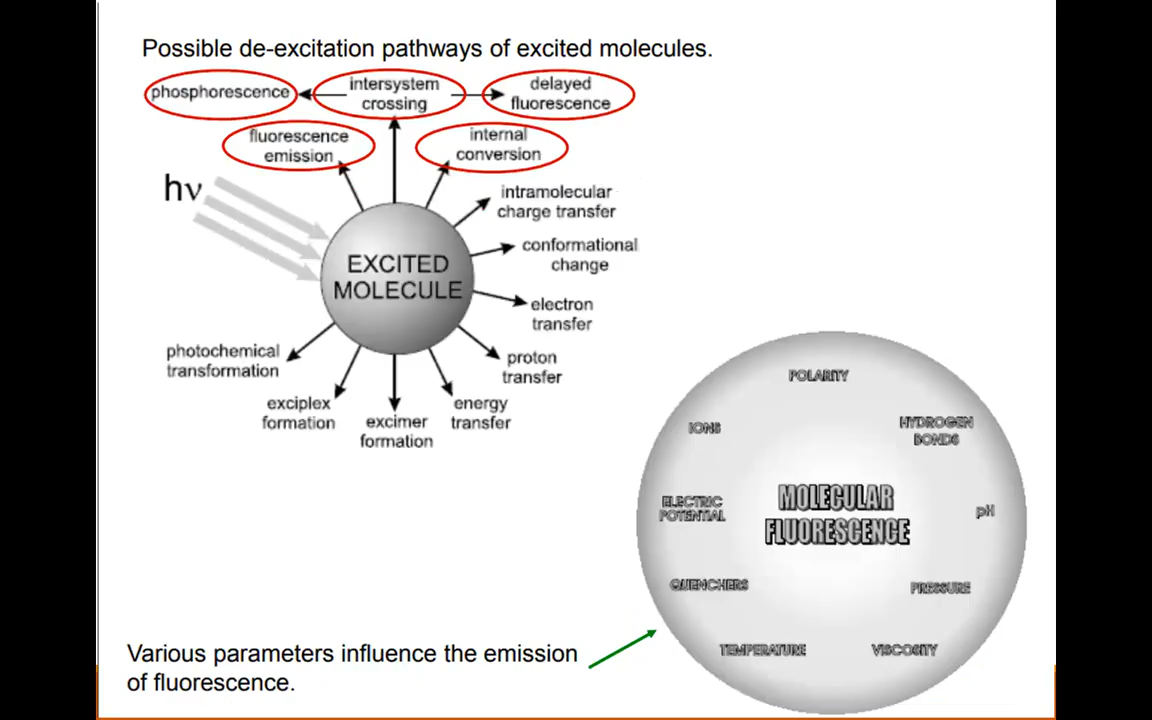 Possible de-excitation pathways of excited molecules.
phosphorescence
intersystem
crossing
delayed
fluorescence
fluorescence
emission
internal
conversion
hν
intramolecular
charge transfer
conformational
change
EXCITED
MOLECULE
electron
transfer
photochemical
transformation
proton
transfer
exciplex
formation
excimer
formation
energy
transfer
POLARITY
IONS
HYDROGEN
BONDS
ELECTRIC
POTENTIAL
MOLECULAR
FLUORESCENCE
pH
QUENCHERS
PRESSURE
TEMPERATURE
VISCOSITY
Various parameters influence the emission
of fluorescence.